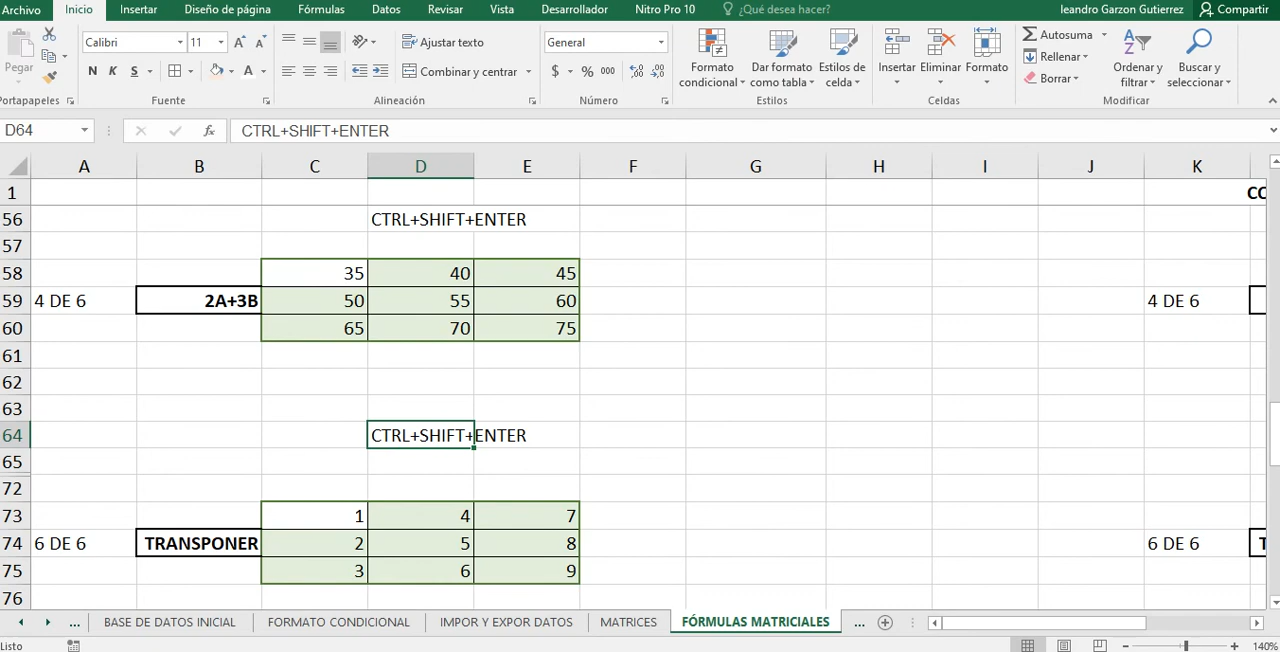 Archivo Inicio Insertar Diseño de página Fórmulas Datos Revisar Vista Desarrollador Nitro Pro 10 ¿Qué desea hacer? leandro Garzon Gutierrez Compartir
Pegar
Calibri 11
N K S
Ajustar texto
Combinar y centrar
General
$ % 000
Formato condicional
Dar formato como tabla
Estilos de celda
Insertar Eliminar Formato
Autosuma
Rellenar
Borrar
Ordenar y filtrar
Buscar y seleccionar
Portapapeles Fuente Alineación Número Estilos Celdas Modificar
D64 fx CTRL+SHIFT+ENTER
A B C D E F G H I J K
1 CO
56 CTRL+SHIFT+ENTER
57
58 35 40 45
59 4 DE 6 2A+3B 50 55 60 4 DE 6
60 65 70 75
61
62
63
64 CTRL+SHIFT+ENTER
65
72
73 1 4 7
74 6 DE 6 TRANSPONER 2 5 8 6 DE 6 T
75 3 6 9
76
... BASE DE DATOS INICIAL FORMATO CONDICIONAL IMPOR Y EXPOR DATOS MATRICES FÓRMULAS MATRICIALES ...
Listo 140%